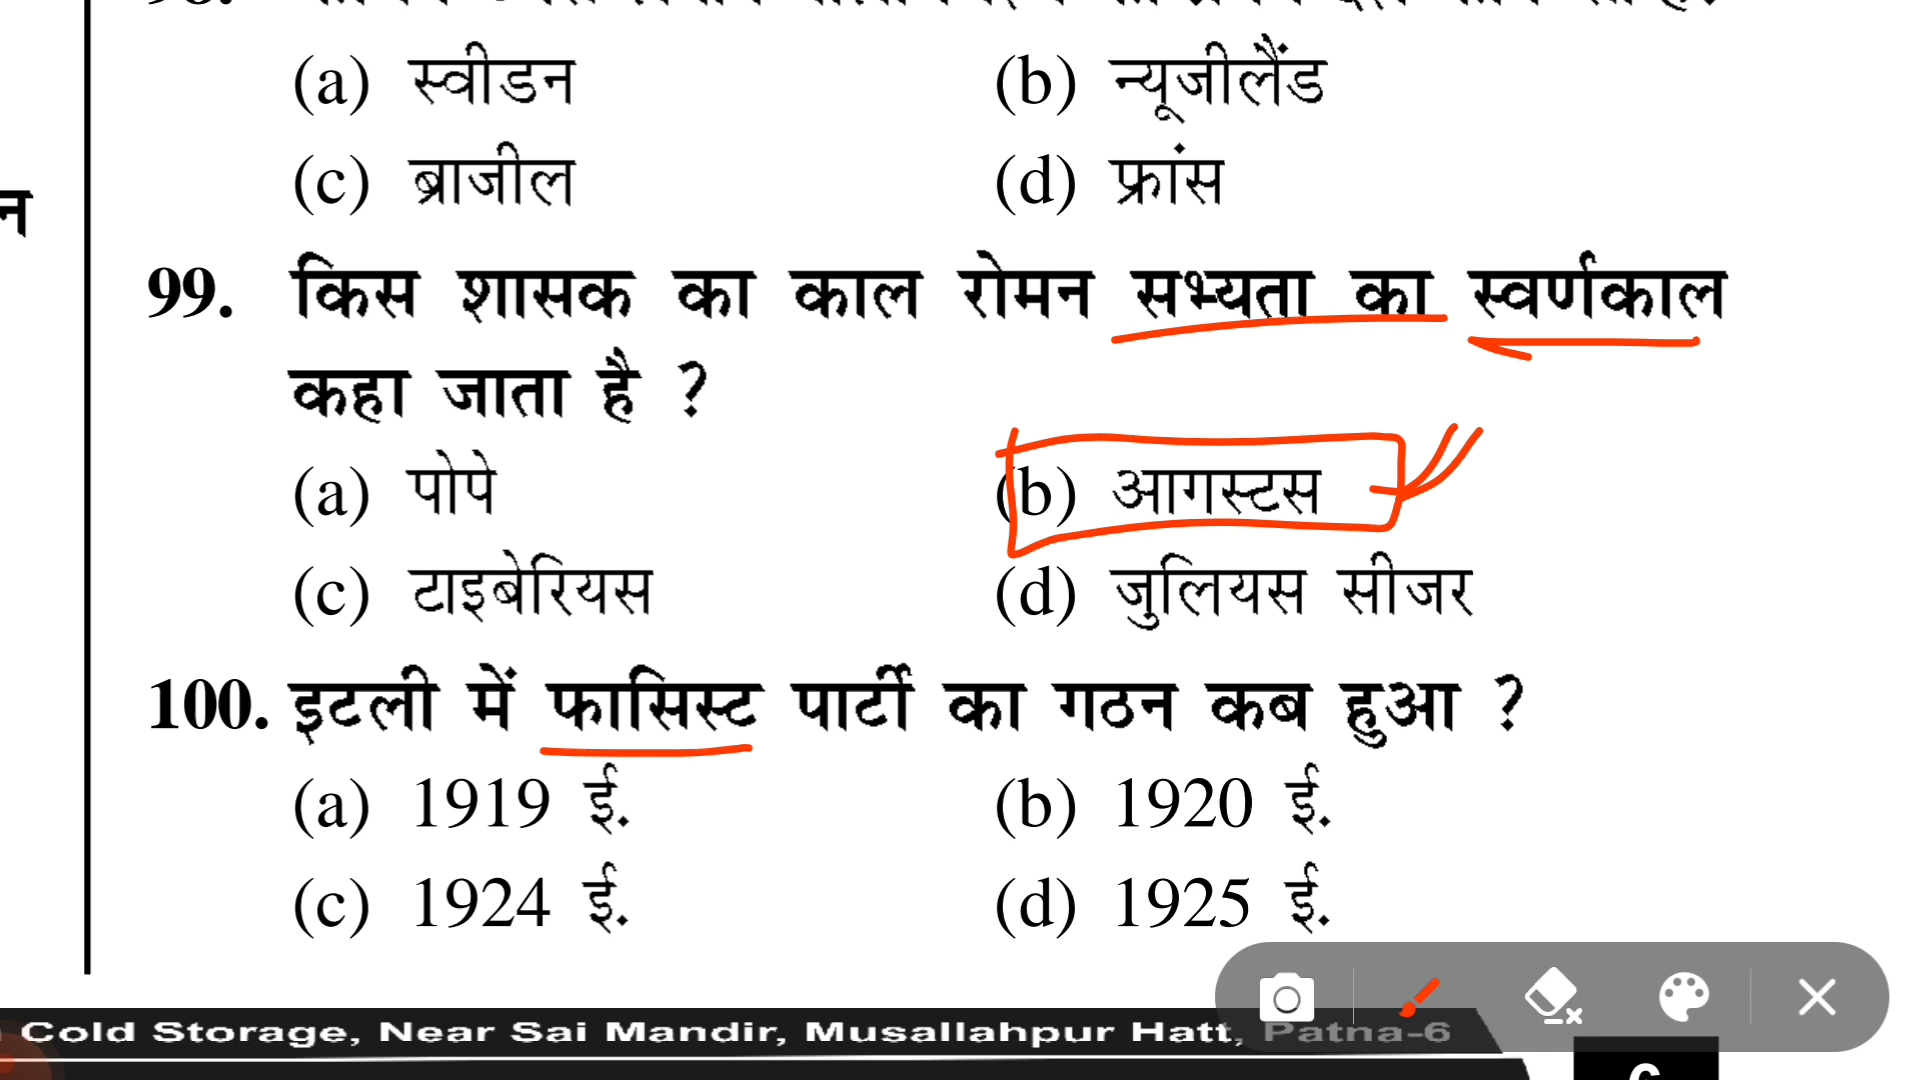 (a) स्वीडन (b) न्यूजीलैंड
(c) ब्राजील (d) फ्रांस
न
99. किस शासक का काल रोमन सभ्यता का स्वर्णकाल
कहा जाता है ?
(a) पोपे (b) आगस्टस
(c) टाइबेरियस (d) जुलियस सीजर
100. इटली में फासिस्ट पार्टी का गठन कब हुआ ?
(a) 1919 ई. (b) 1920 ई.
(c) 1924 ई. (d) 1925 ई.
Cold Storage, Near Sai Mandir, Musallahpur Hatt, Patna-6